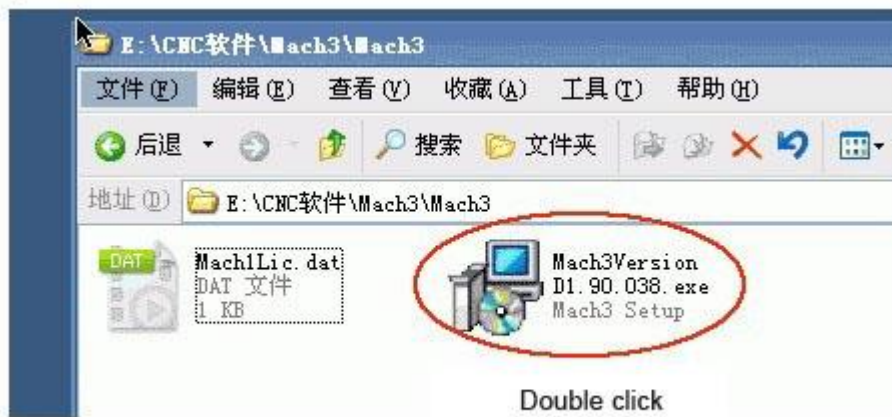 E:\CNC软件\Mach3\Mach3
文件(F) 编辑(E) 查看(V) 收藏(A) 工具(T) 帮助(H)
后退 搜索 文件夹
地址(D) E:\CNC软件\Mach3\Mach3
DAT
Mach1Lic.dat
DAT 文件
1 KB
Mach3Version
D1.90.038.exe
Mach3 Setup
Double click